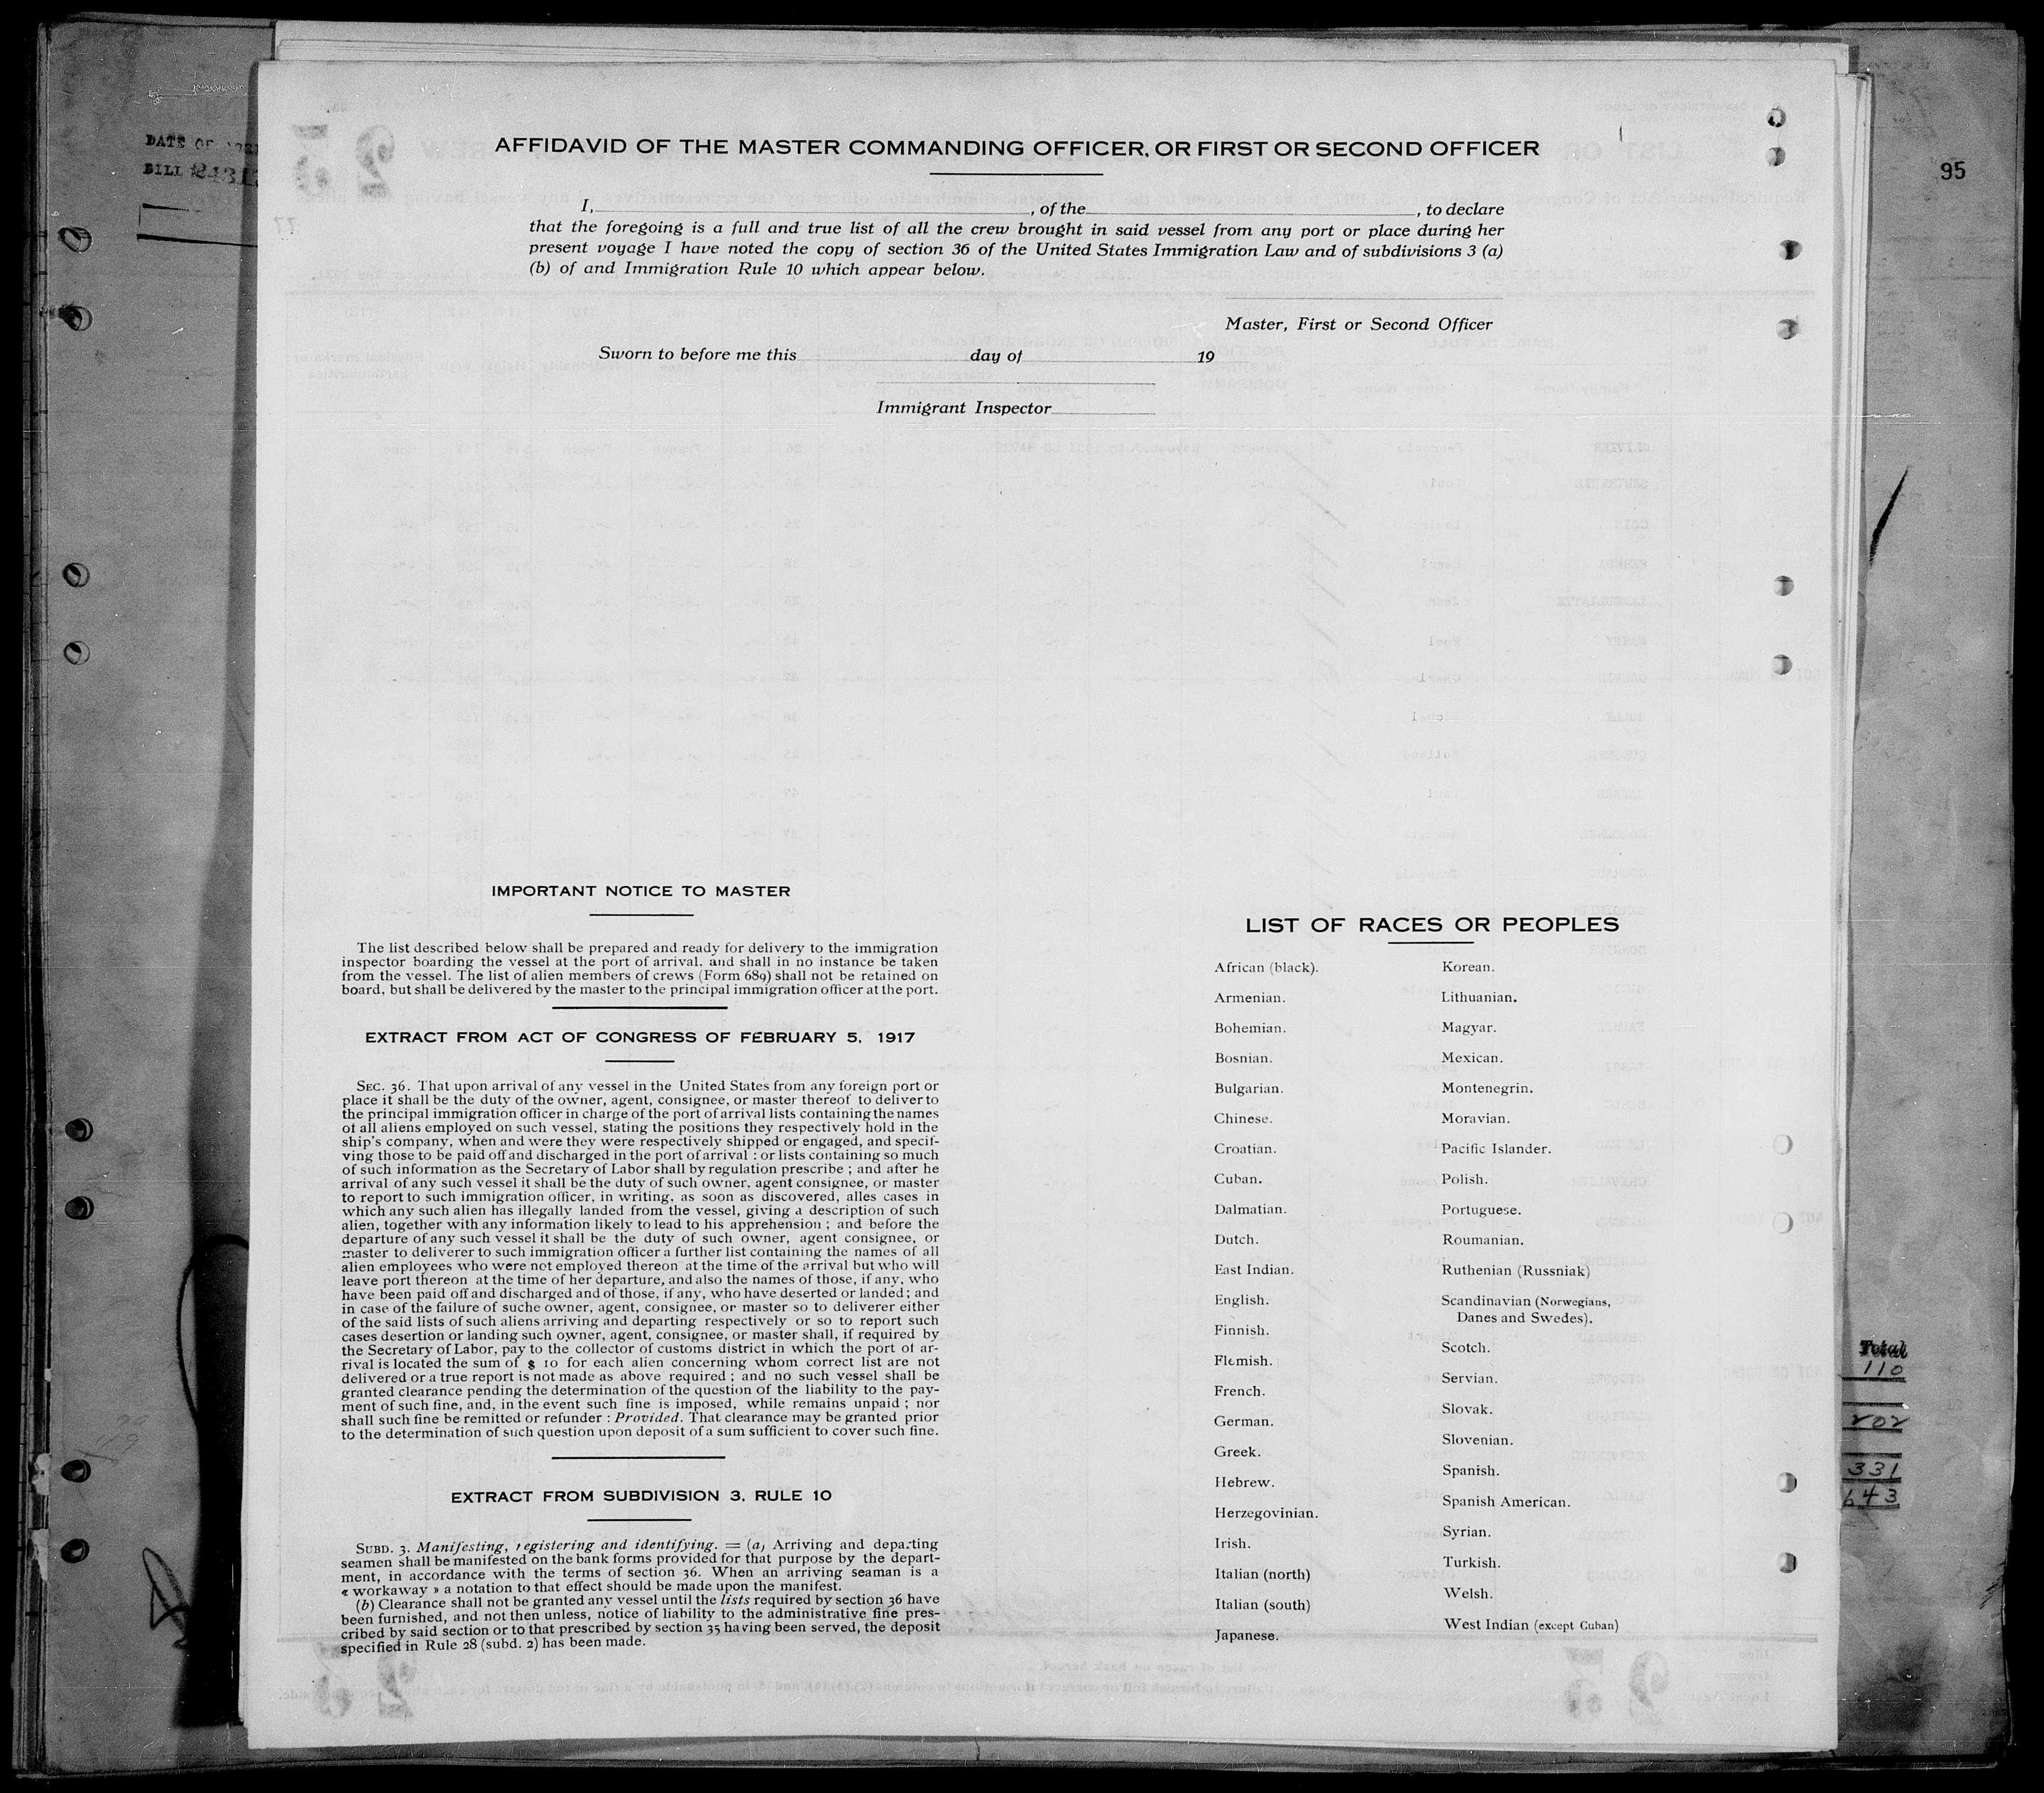 AFFIDAVID OF THE MASTER COMMANDING OFFICER, OR FIRST OR SECOND OFFICER
I, , of the , to declare
that the foregoing is a full and true list of all the crew brought in said vessel from any port or place during her
present voyage I have noted the copy of section 36 of the United States Immigration Law and of subdivisions 3 (a)
(b) of and Immigration Rule 10 which appear below.
Master, First or Second Officer
Sworn to before me this day of 19
Immigrant Inspector
95
DATE OF
BILL
IMPORTANT NOTICE TO MASTER
The list described below shall be prepared and ready for delivery to the immigration
inspector boarding the vessel at the port of arrival. and shall in no instance be taken
from the vessel. The list of alien members of crews (Form 689) shall not be retained on
board, but shall be delivered by the master to the principal immigration officer at the port.
EXTRACT FROM ACT OF CONGRESS OF FEBRUARY 5, 1917
SEC. 36. That upon arrival of any vessel in the United States from any foreign port or
place it shall be the duty of the owner, agent, consignee, or master thereof to deliver to
the principal immigration officer in charge of the port of arrival lists containing the names
of all aliens employed on such vessel, stating the positions they respectively hold in the
ship's company, when and were they were respectively shipped or engaged, and specif-
ving those to be paid off and discharged in the port of arrival : or lists containing so much
of such information as the Secretary of Labor shall by regulation prescribe ; and after he
arrival of any such vessel it shall be the duty of such owner, agent consignee, or master
to report to such immigration officer, in writing, as soon as discovered, alles cases in
which any such alien has illegally landed from the vessel, giving a description of such
alien, together with any information likely to lead to his apprehension ; and before the
departure of any such vessel it shall be the duty of such owner, agent consignee, or
master to deliverer to such immigration officer a further list containing the names of all
alien employees who were not employed thereon at the time of the arrival but who will
leave port thereon at the time of her departure, and also the names of those, if any, who
have been paid off and discharged and of those, if any, who have deserted or landed ; and
in case of the failure of suche owner, agent, consignee, or master so to deliverer either
of the said lists of such aliens arriving and departing respectively or so to report such
cases desertion or landing such owner, agent, consignee, or master shall, if required by
the Secretary of Labor, pay to the collector of customs district in which the port of ar-
rival is located the sum of $ 10 for each alien concerning whom correct list are not
delivered or a true report is not made as above required ; and no such vessel shall be
granted clearance pending the determination of the question of the liability to the pay-
ment of such fine, and, in the event such fine is imposed, while remains unpaid ; nor
shall such fine be remitted or refunder : Provided. That clearance may be granted prior
to the determination of such question upon deposit of a sum sufficient to cover such fine.
EXTRACT FROM SUBDIVISION 3, RULE 10
SUBD. 3. Manifesting, registering and identifying. = (a) Arriving and departing
seamen shall be manifested on the bank forms provided for that purpose by the depart-
ment, in accordance with the terms of section 36. When an arriving seaman is a
« workaway » a notation to that effect should be made upon the manifest.
(b) Clearance shall not be granted any vessel until the lists required by section 36 have
been furnished, and not then unless, notice of liability to the administrative fine pres-
cribed by said section or to that prescribed by section 35 having been served, the deposit
specified in Rule 28 (subd. 2) has been made.
LIST OF RACES OR PEOPLES
African (black).
Armenian.
Bohemian.
Bosnian.
Bulgarian.
Chinese.
Croatian.
Cuban.
Dalmatian.
Dutch.
East Indian.
English.
Finnish.
Flemish.
French.
German.
Greek.
Hebrew.
Herzegovinian.
Irish.
Italian (north)
Italian (south)
Japanese.
Korean.
Lithuanian.
Magyar.
Mexican.
Montenegrin.
Moravian.
Pacific Islander.
Polish.
Portuguese.
Roumanian.
Ruthenian (Russniak)
Scandinavian (Norwegians,
Danes and Swedes).
Scotch.
Servian.
Slovak.
Slovenian.
Spanish.
Spanish American.
Syrian.
Turkish.
Welsh.
West Indian (except Cuban)
Total
110
202
331
643